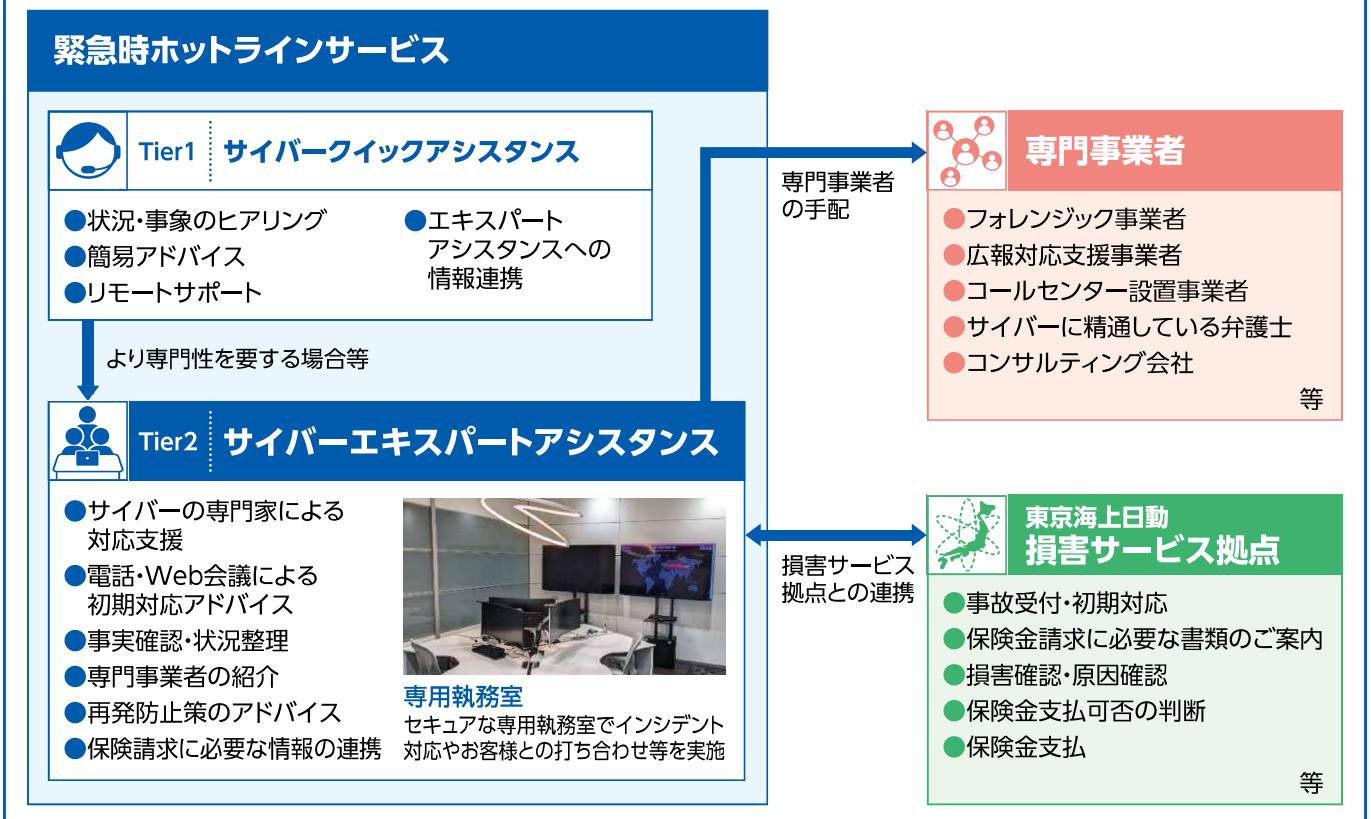 緊急時ホットラインサービス
Tier1 サイバークイックアシスタンス
●状況・事象のヒアリング
●簡易アドバイス
●リモートサポート
●エキスパート
アシスタンスへの
情報連携
より専門性を要する場合等
Tier2 サイバーエキスパートアシスタンス
●サイバーの専門家による
対応支援
●電話・Web会議による
初期対応アドバイス
●事実確認・状況整理
●専門事業者の紹介
●再発防止策のアドバイス
●保険請求に必要な情報の連携
専用執務室
セキュアな専用執務室でインシデント
対応やお客様との打ち合わせ等を実施
専門事業者
の手配
専門事業者
●フォレンジック事業者
●広報対応支援事業者
●コールセンター設置事業者
●サイバーに精通している弁護士
●コンサルティング会社
等
損害サービス
拠点との連携
東京海上日動
損害サービス拠点
●事故受付・初期対応
●保険金請求に必要な書類のご案内
●損害確認・原因確認
●保険金支払可否の判断
●保険金支払
等